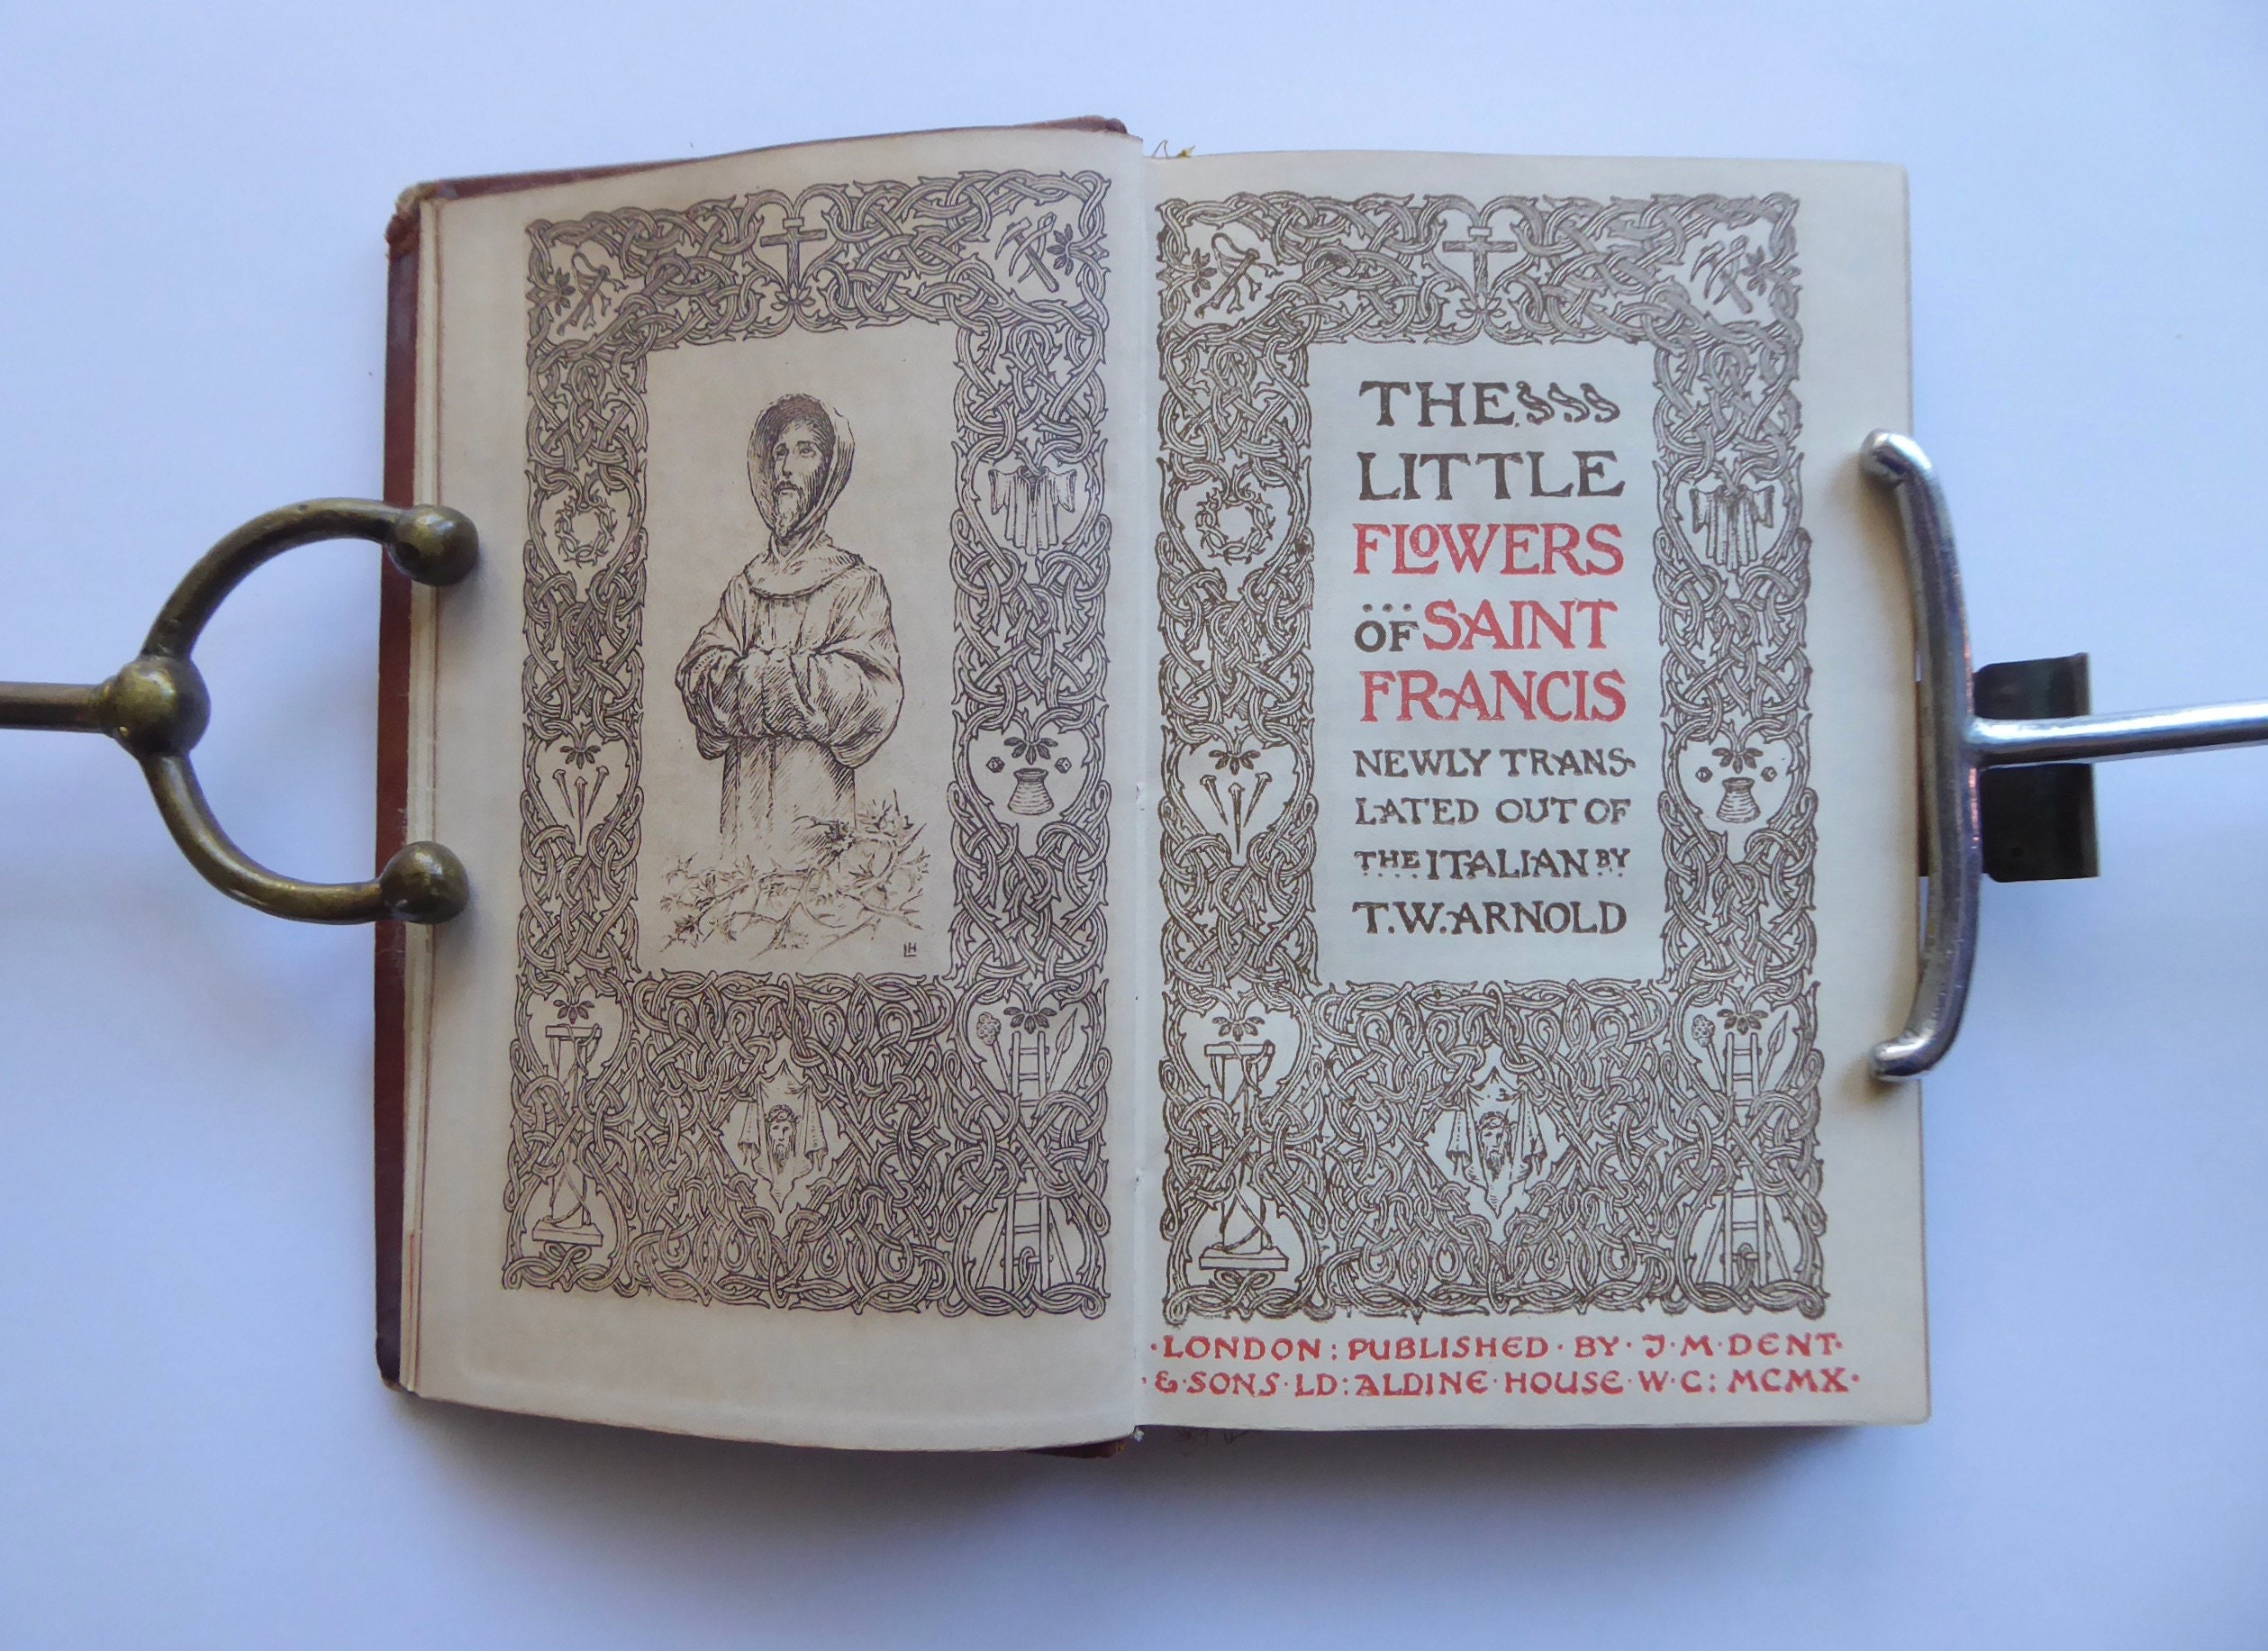 LH
THE
LITTLE
FLOWERS
OF SAINT
FRANCIS
NEWLY TRANS-
LATED OUT OF
THE ITALIAN BY
T.W. ARNOLD
·LONDON: PUBLISHED · BY · J · M · DENT·
·&·SONS·LD: ALDINE·HOUSE·W·C: MCMX·